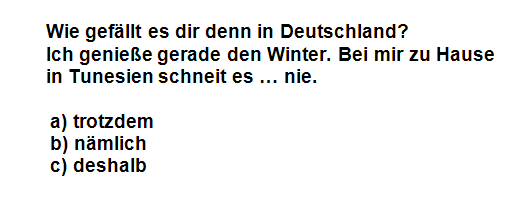 Wie gefällt es dir denn in Deutschland?
Ich genieße gerade den Winter. Bei mir zu Hause
in Tunesien schneit es … nie.
a) trotzdem
b) nämlich
c) deshalb